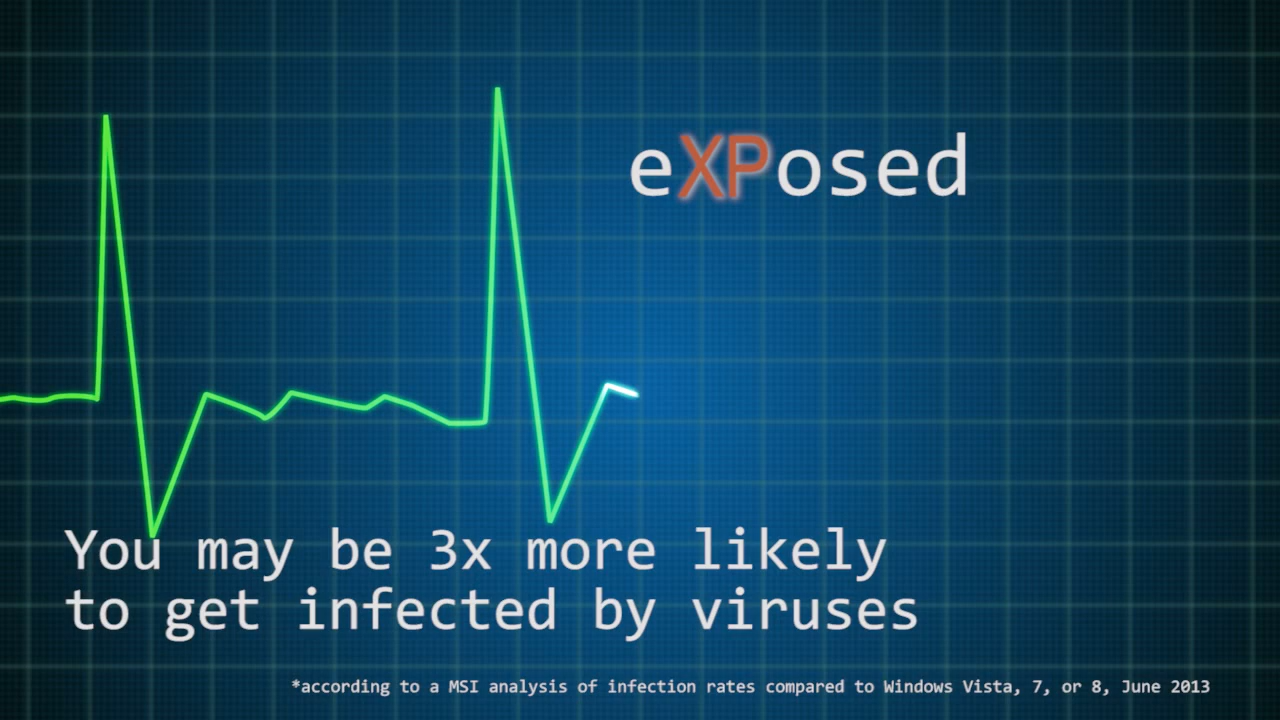 eXPosed
You may be 3x more likely
to get infected by viruses
*according to a MSI analysis of infection rates compared to Windows Vista, 7, or 8, June 2013